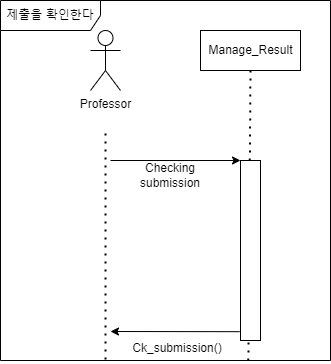 제출을 확인한다
Manage_Result
Professor
Checking
submission
Ck_submission()